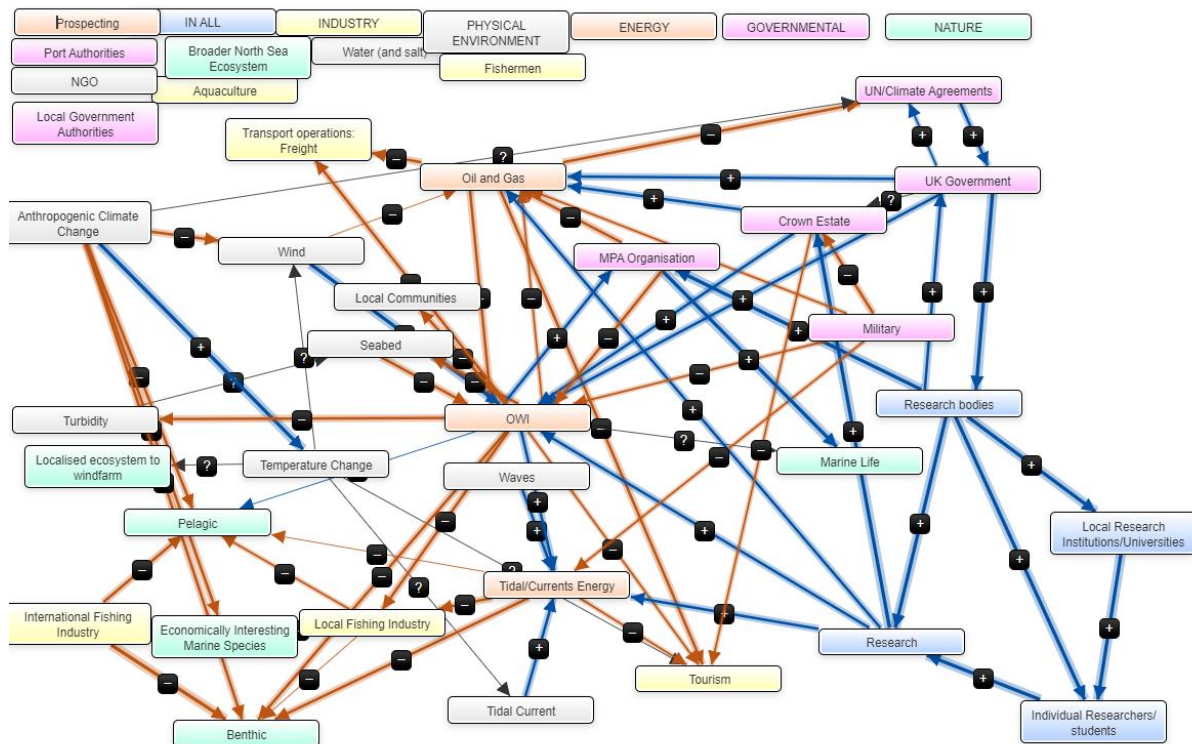 Prospecting
IN ALL
INDUSTRY
PHYSICAL
ENVIRONMENT
ENERGY
GOVERNMENTAL
NATURE
Port Authorities
Broader North Sea
Ecosystem
Water (and salt)
Fishermen
NGO
Aquaculture
Local Government
Authorities
UN/Climate Agreements
Transport operations:
Freight
Oil and Gas
UK Government
Anthropogenic Climate
Change
Crown Estate
Wind
MPA Organisation
Local Communities
Military
Seabed
Research bodies
Turbidity
OWI
Localised ecosystem to
windfarm
Temperature Change
Waves
Marine Life
Pelagic
Local Research
Institutions/Universities
Tidal/Currents Energy
International Fishing
Industry
Economically Interesting
Marine Species
Local Fishing Industry
Research
Tourism
Tidal Current
Individual Researchers/
students
Benthic